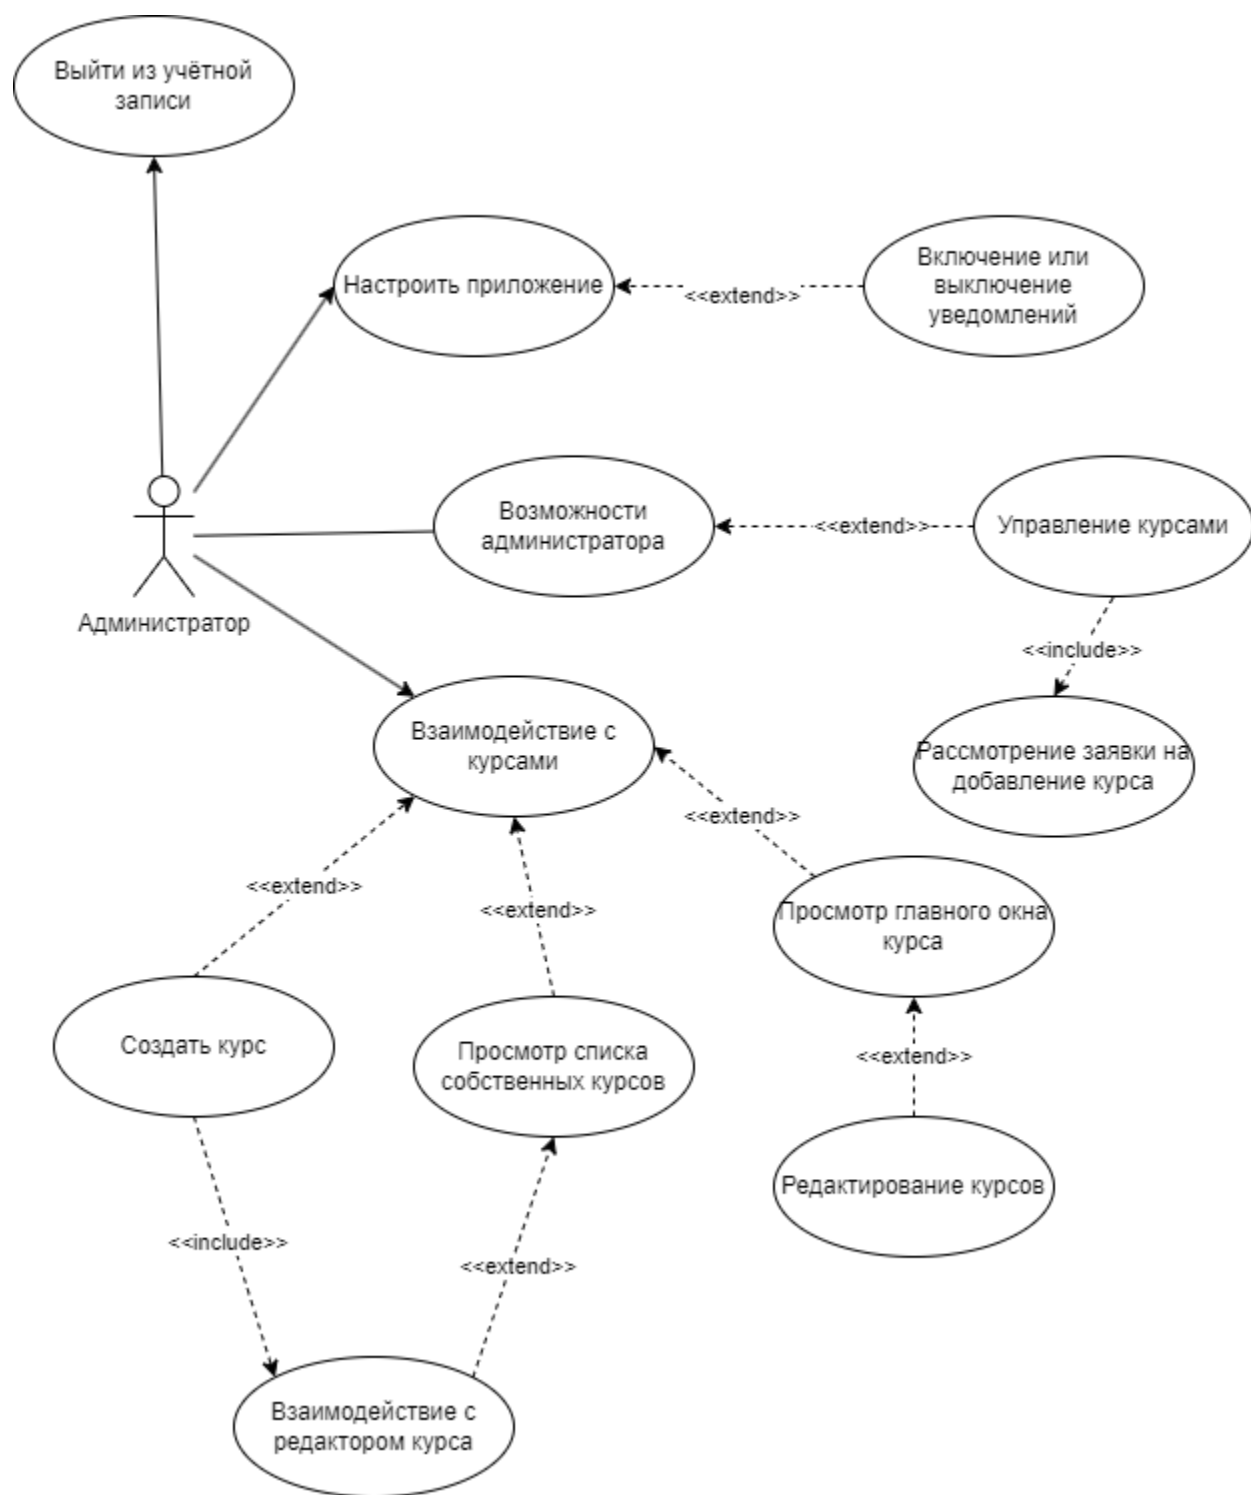 Выйти из учётной
записи
Настроить приложение
<<extend>>
Включение или
выключение
уведомлений
Возможности
администратора
<<extend>>
Управление курсами
Администратор
<<include>>
Взаимодействие с
курсами
Рассмотрение заявки на
добавление курса
<<extend>>
<<extend>>
<<extend>>
Просмотр главного окна
курса
Создать курс
Просмотр списка
собственных курсов
<<extend>>
Редактирование курсов
<<include>>
<<extend>>
Взаимодействие с
редактором курса